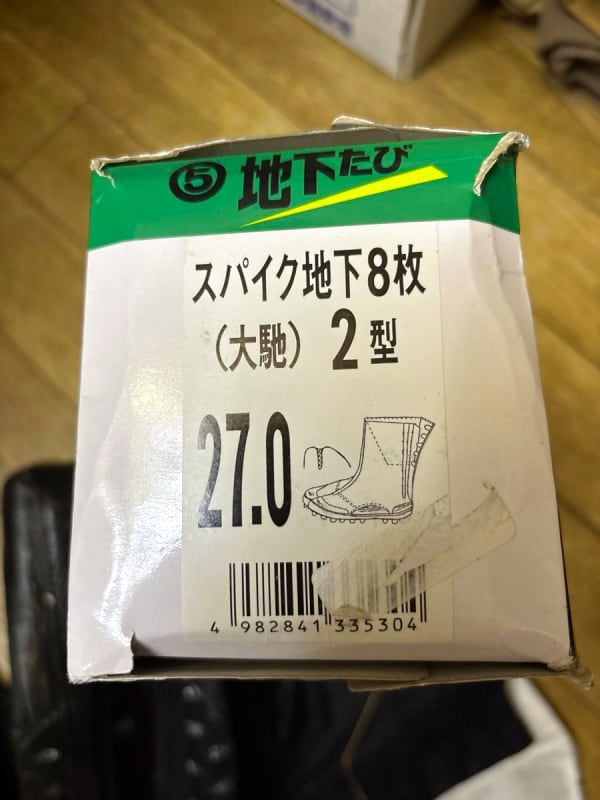 ⑤ 地下たび
スパイク地下8枚
（大馳） 2型
27.0
4 982841 335304